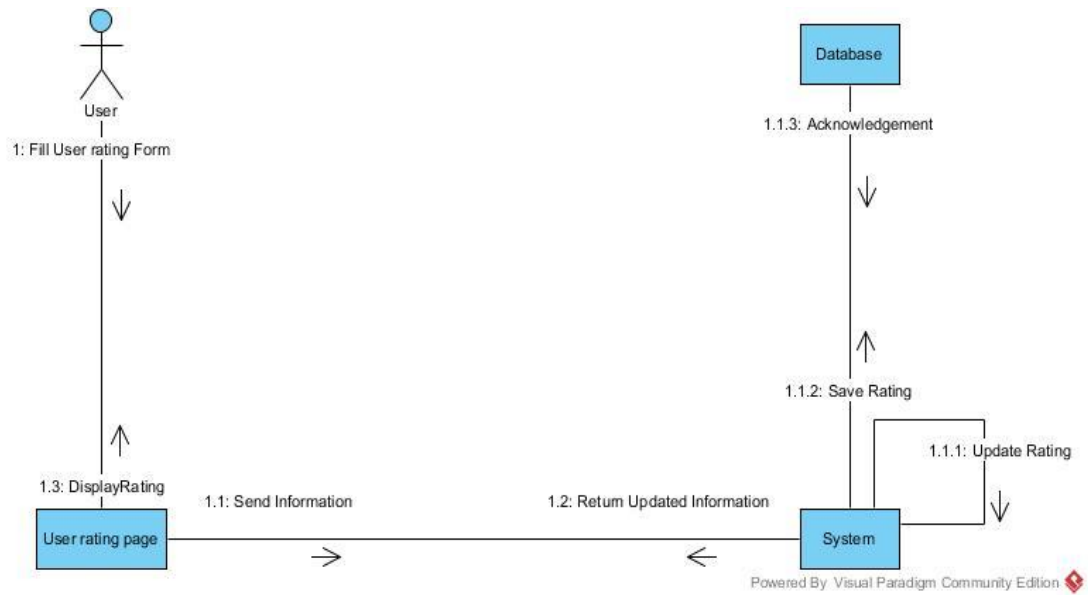 Database
User
1.1.3: Acknowledgement
1: Fill User rating Form
1.1.2: Save Rating
1.1.1: Update Rating
1.3: DisplayRating
1.1: Send Information
1.2: Return Updated Information
User rating page
System
Powered By Visual Paradigm Community Edition